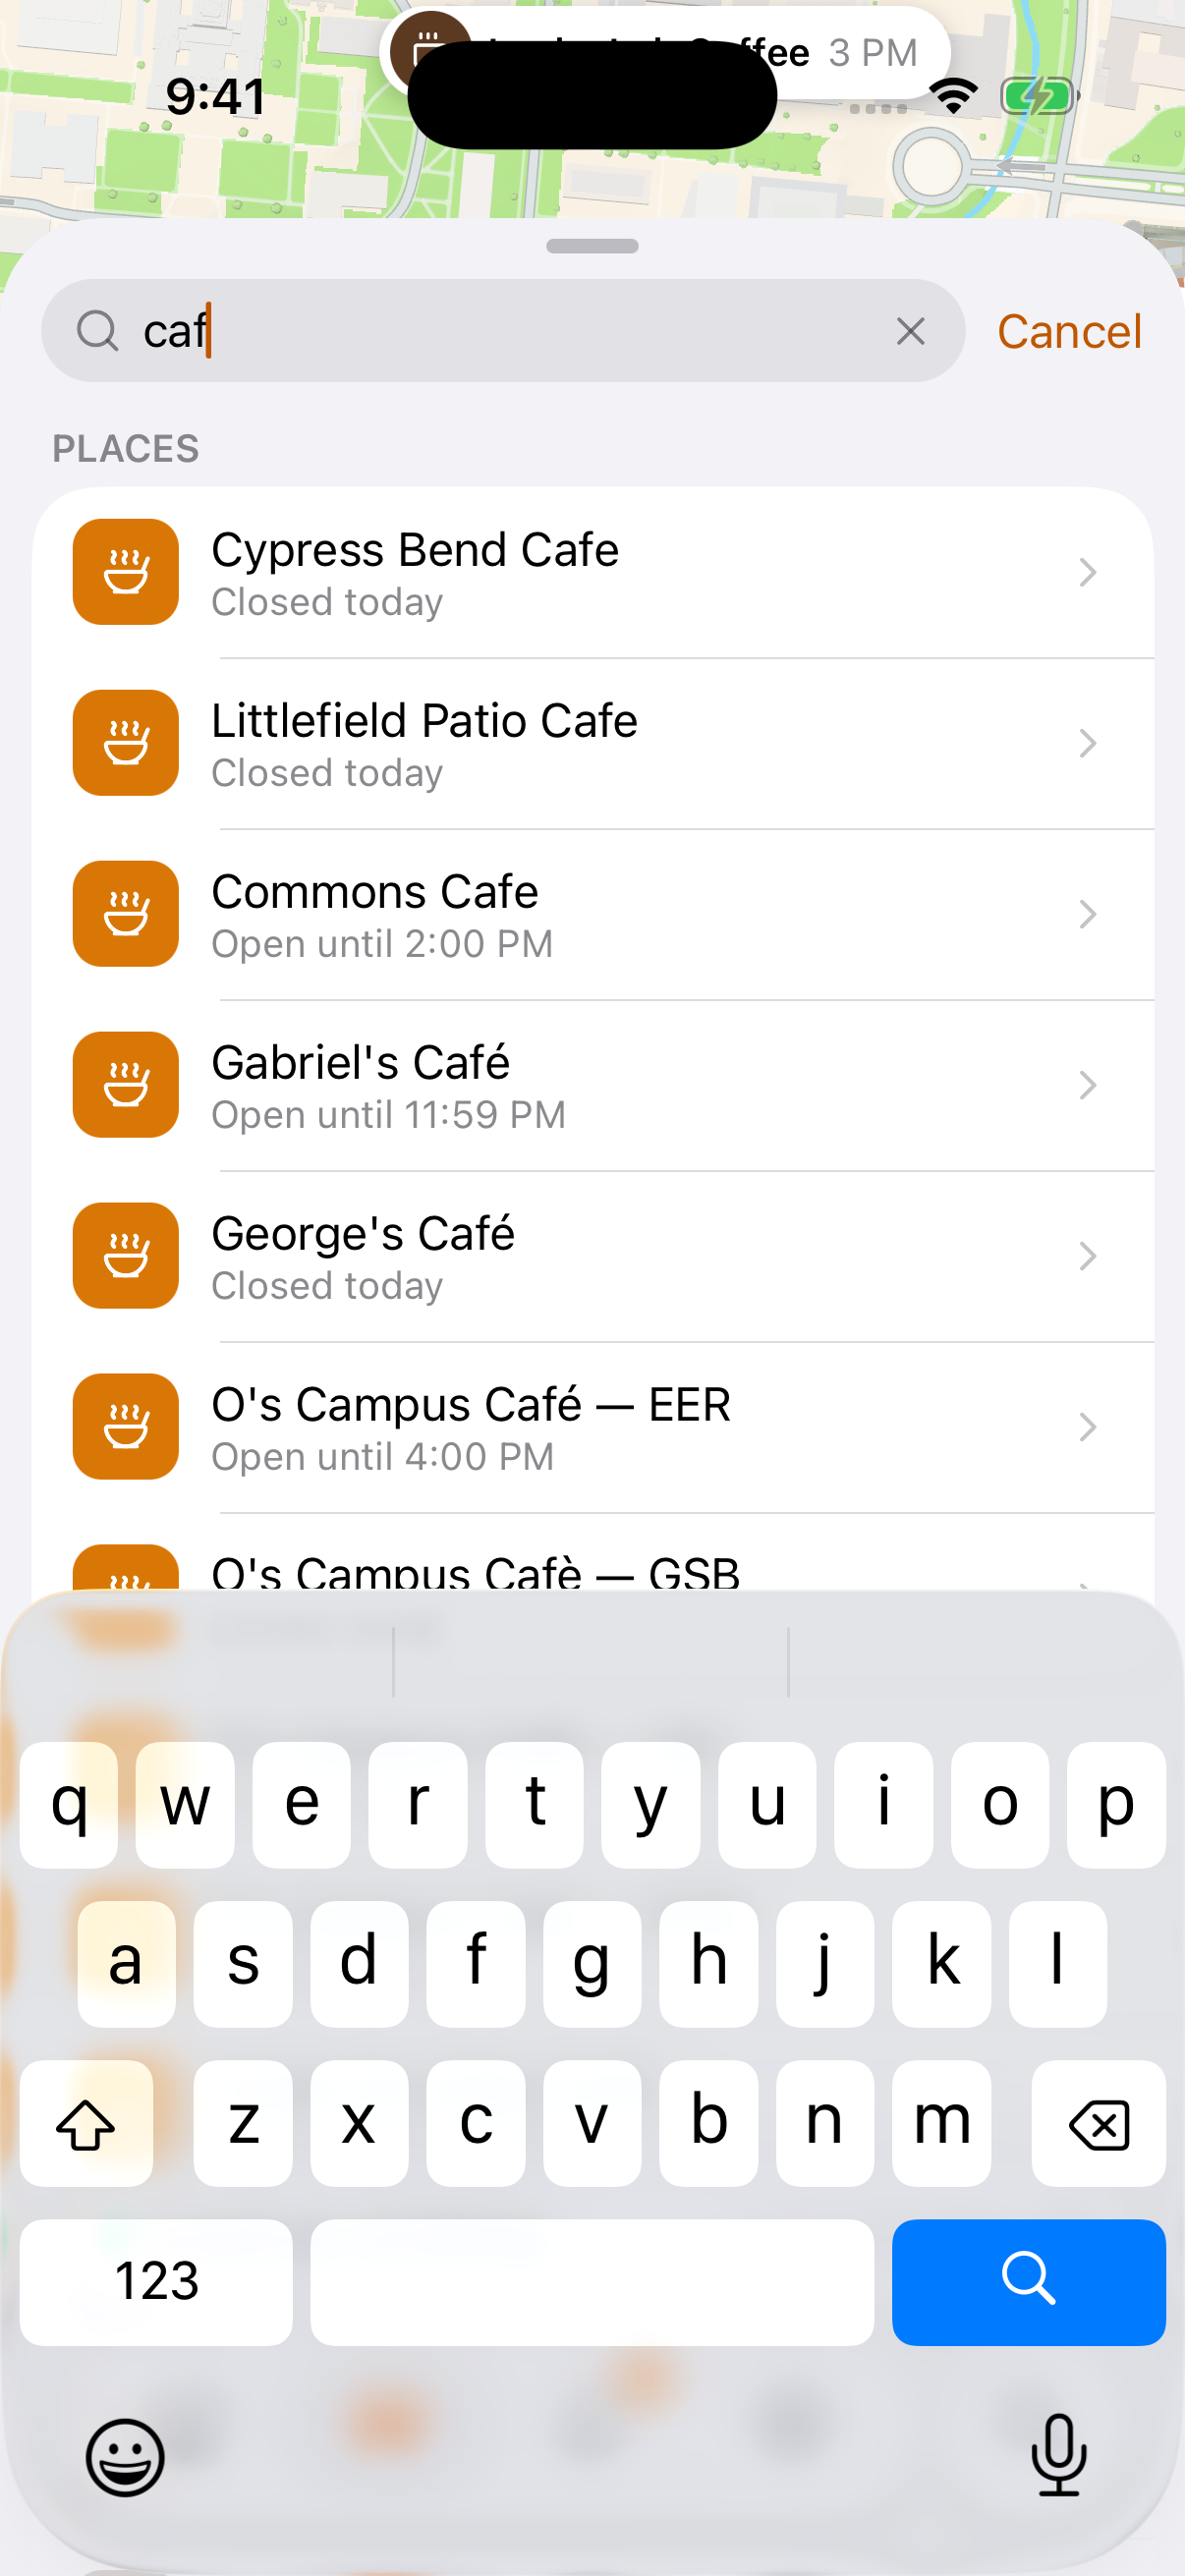 Coffee 3 PM
9:41
caf
Cancel
PLACES
Cypress Bend Cafe
Closed today
Littlefield Patio Cafe
Closed today
Commons Cafe
Open until 2:00 PM
Gabriel's Café
Open until 11:59 PM
George's Café
Closed today
O's Campus Café — EER
Open until 4:00 PM
O's Campus Cafè — GSB
q w e r t y u i o p
a s d f g h j k l
z x c v b n m
123